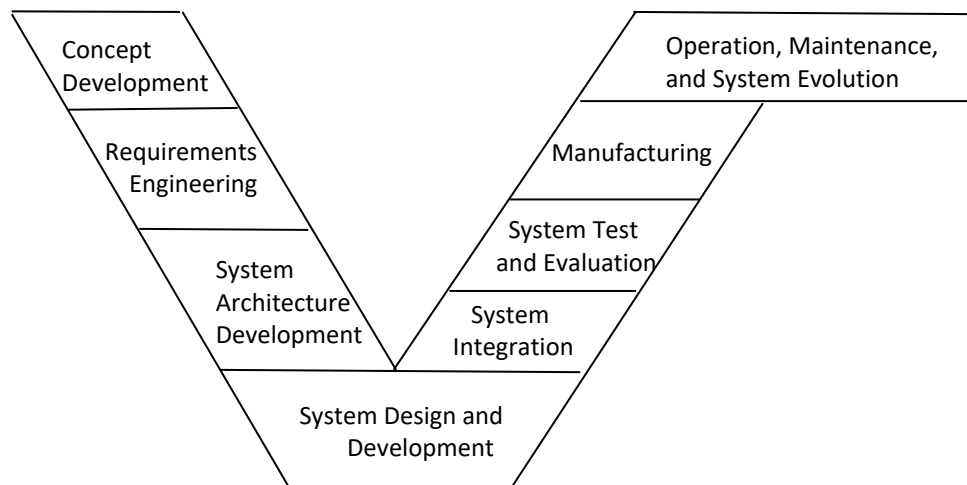 Concept
Development
Requirements
Engineering
System
Architecture
Development
System Design and
Development
System
Integration
System Test
and Evaluation
Manufacturing
Operation, Maintenance,
and System Evolution